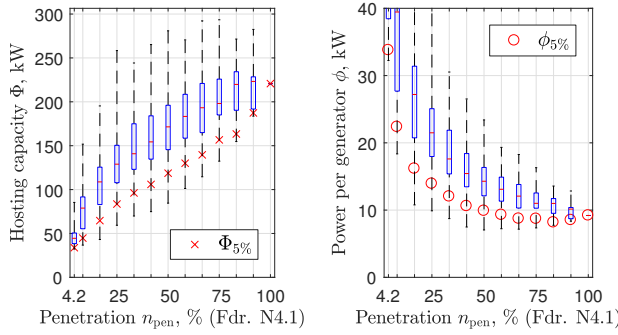 Hosting capacity Φ, kW
300
250
200
150
100
50
0
4.2 25 50 75 100
Penetration n_pen, % (Fdr. N4.1)
Φ5%
Power per generator ϕ, kW
40
30
20
10
0
4.2 25 50 75 100
Penetration n_pen, % (Fdr. N4.1)
ϕ5%